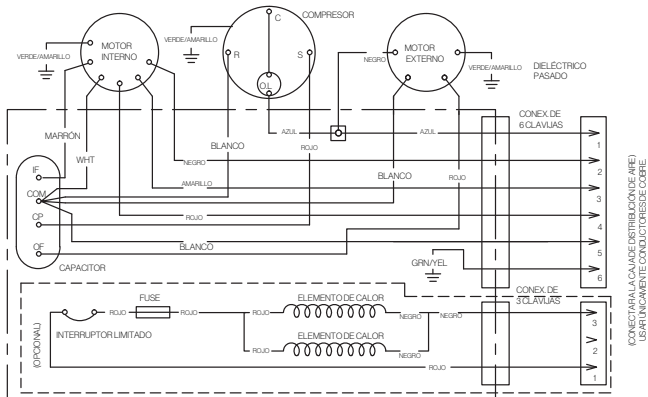 COMPRESOR
C
VERDE/AMARILLO
VERDE/AMARILLO
MOTOR
INTERNO
R
S
O.L
NEGRO
MOTOR
EXTERNO
VERDE/AMARILLO
DIELÉCTRICO
PASADO
CONEX. DE
6 CLAVIJAS
MARRÓN
WHT
BLANCO
AZUL
ROJO
AZUL
1
NEGRO
2
IF
COM
CP
OF
CAPACITOR
AMARILLO
BLANCO
ROJO
3
ROJO
4
BLANCO
5
GRN/YEL
6
CONEX. DE
3 CLAVIJAS
(OPCIONAL)
ROJO
FUSE
ROJO
INTERRUPTOR LIMITADO
ELEMENTO DE CALOR
ROJO
NEGRO
NEGRO
3
ELEMENTO DE CALOR
ROJO
NEGRO
2
ROJO
1
(CONECTAR A LA CAJA DE DISTRIBUCIÓN DE AIRE)
USAR ÚNICAMENTE CONDUCTORES DE COBRE.